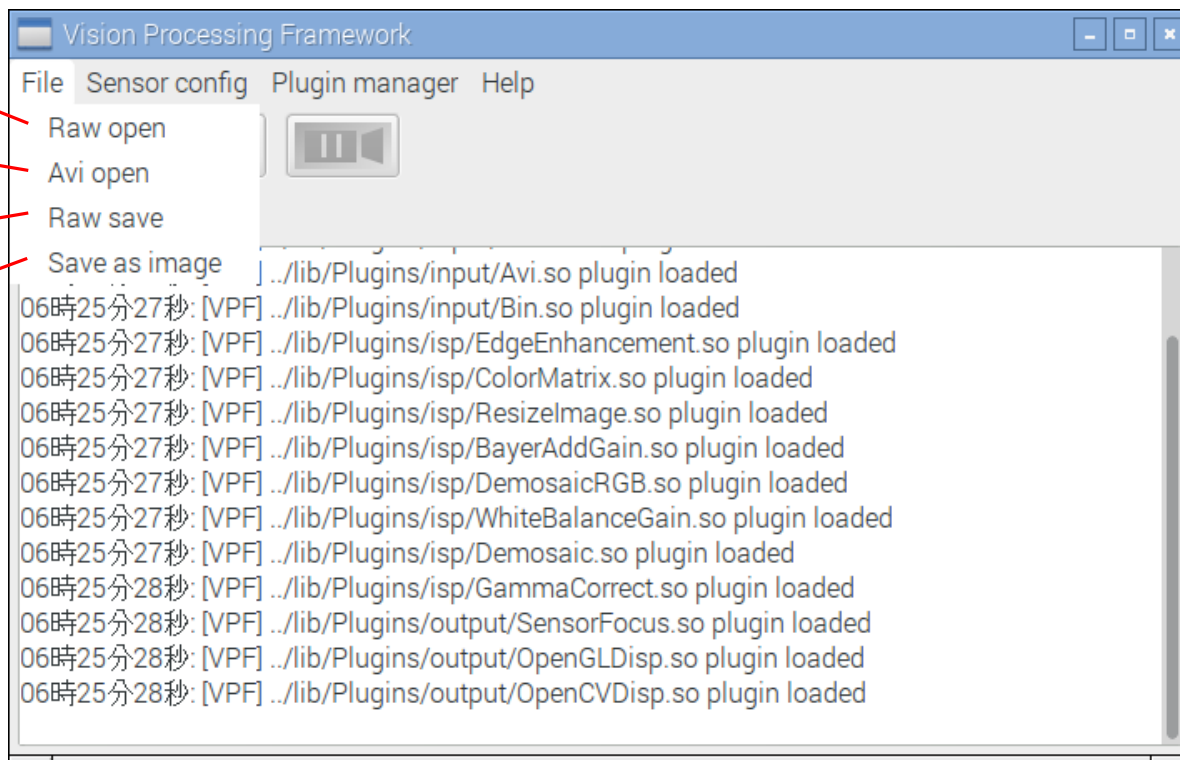 Vision Processing Framework
File Sensor config Plugin manager Help
Raw open
Avi open
Raw save
Save as image
../lib/Plugins/input/Avi.so plugin loaded
06時25分27秒: [VPF] ../lib/Plugins/input/Bin.so plugin loaded
06時25分27秒: [VPF] ../lib/Plugins/isp/EdgeEnhancement.so plugin loaded
06時25分27秒: [VPF] ../lib/Plugins/isp/ColorMatrix.so plugin loaded
06時25分27秒: [VPF] ../lib/Plugins/isp/ResizeImage.so plugin loaded
06時25分27秒: [VPF] ../lib/Plugins/isp/BayerAddGain.so plugin loaded
06時25分27秒: [VPF] ../lib/Plugins/isp/DemosaicRGB.so plugin loaded
06時25分27秒: [VPF] ../lib/Plugins/isp/WhiteBalanceGain.so plugin loaded
06時25分27秒: [VPF] ../lib/Plugins/isp/Demosaic.so plugin loaded
06時25分28秒: [VPF] ../lib/Plugins/isp/GammaCorrect.so plugin loaded
06時25分28秒: [VPF] ../lib/Plugins/output/SensorFocus.so plugin loaded
06時25分28秒: [VPF] ../lib/Plugins/output/OpenGLDisp.so plugin loaded
06時25分28秒: [VPF] ../lib/Plugins/output/OpenCVDisp.so plugin loaded